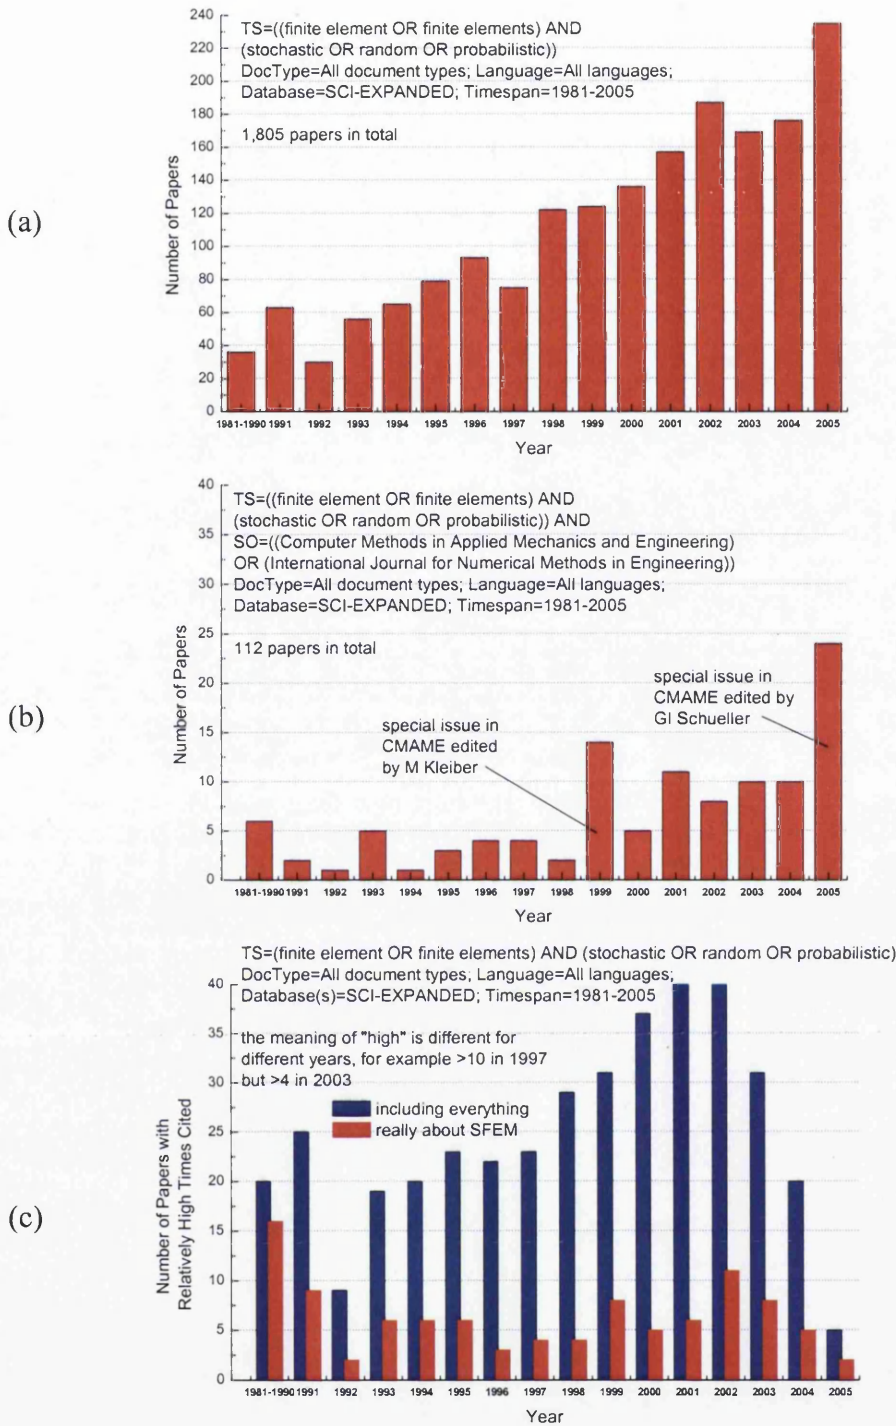 (a)
TS=((finite element OR finite elements) AND
(stochastic OR random OR probabilistic))
DocType=All document types; Language=All languages;
Database=SCI-EXPANDED; Timespan=1981-2005
1,805 papers in total
Number of Papers
240
220
200
180
160
140
120
100
80
60
40
20
0
1981-1990 1991 1992 1993 1994 1995 1996 1997 1998 1999 2000 2001 2002 2003 2004 2005
Year
(b)
TS=((finite element OR finite elements) AND
(stochastic OR random OR probabilistic)) AND
SO=((Computer Methods in Applied Mechanics and Engineering)
OR (International Journal for Numerical Methods in Engineering))
DocType=All document types; Language=All languages;
Database=SCI-EXPANDED; Timespan=1981-2005
112 papers in total
special issue in
CMAME edited
by M Kleiber
special issue in
CMAME edited by
GI Schueller
Number of Papers
40
35
30
25
20
15
10
5
0
1981-1990 1991 1992 1993 1994 1995 1996 1997 1998 1999 2000 2001 2002 2003 2004 2005
Year
(c)
TS=(finite element OR finite elements) AND (stochastic OR random OR probabilistic)
DocType=All document types; Language=All languages;
Database(s)=SCI-EXPANDED; Timespan=1981-2005
the meaning of "high" is different for
different years, for example >10 in 1997
but >4 in 2003
including everything
really about SFEM
Number of Papers with
Relatively High Times Cited
40
35
30
25
20
15
10
5
0
1981-1990 1991 1992 1993 1994 1995 1996 1997 1998 1999 2000 2001 2002 2003 2004 2005
Year